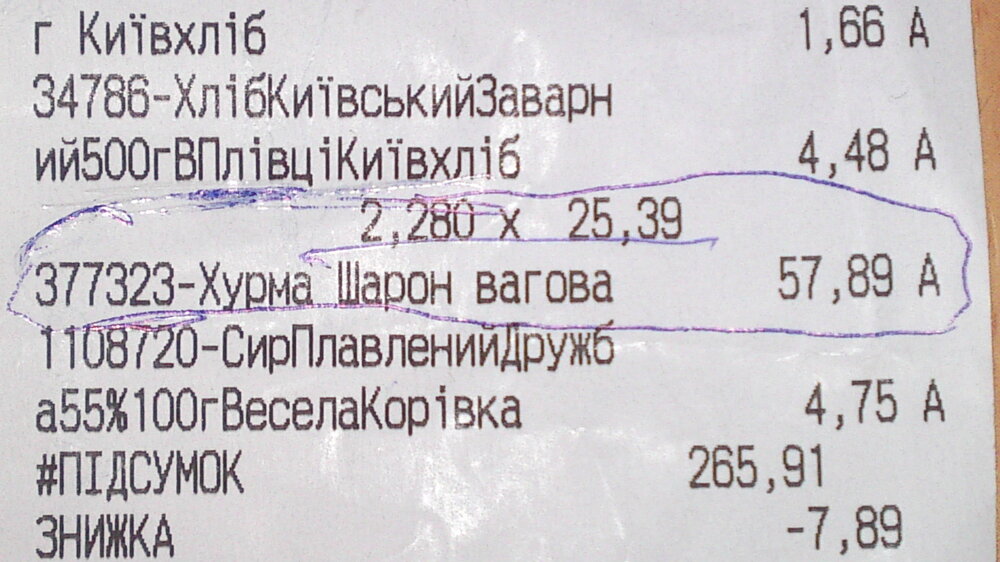 г Київхліб 1,66 А
34786-ХлібКиївськийЗаварн
ий500гВПлівціКиївхліб 4,48 А
2,280 х 25,39
377323-Хурма Шарон вагова 57,89 А
1108720-СирПлавленийДружб
а55%100гВеселаКорівка 4,75 А
#ПІДСУМОК 265,91
ЗНИЖКА -7,89